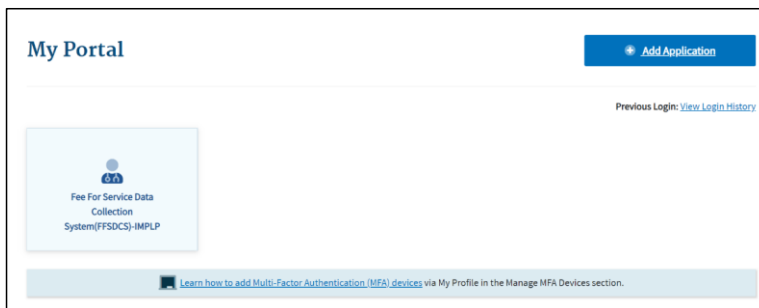 My Portal
Add Application
Previous Login: View Login History
Fee For Service Data
Collection
System(FFSDCS)-IMPLP
Learn how to add Multi-Factor Authentication (MFA) devices via My Profile in the Manage MFA Devices section.